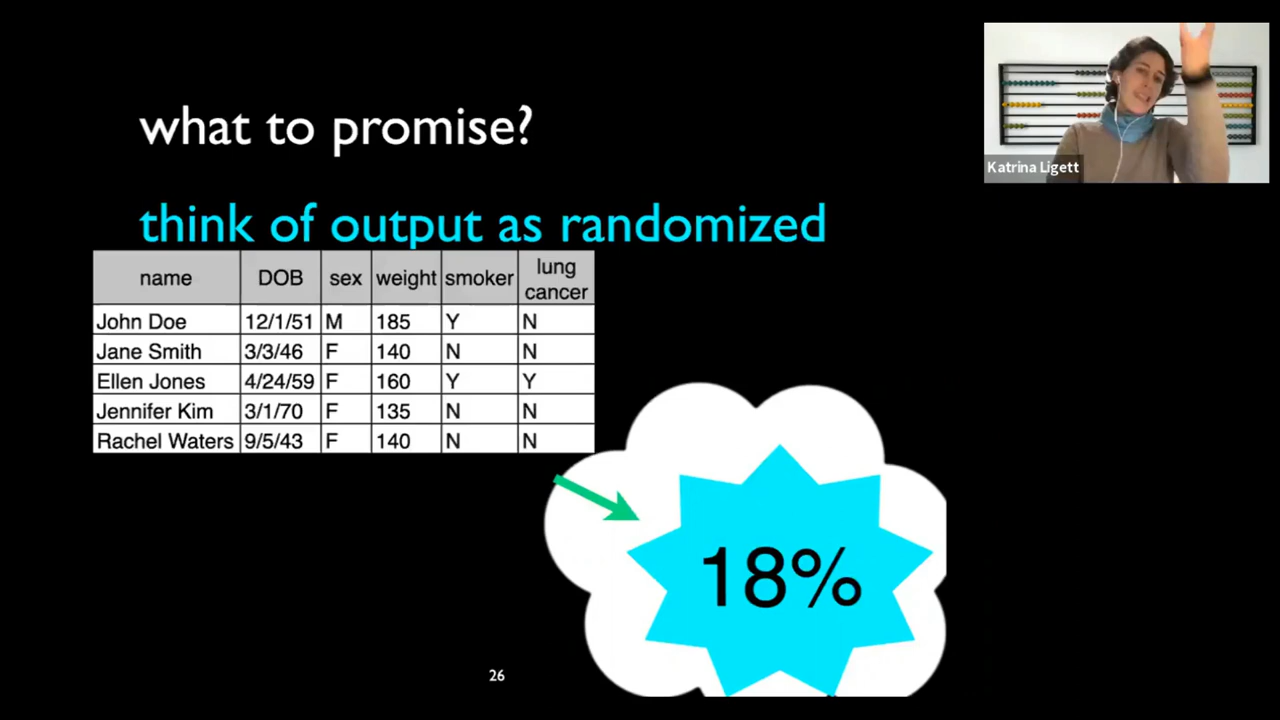 what to promise?
Katrina Ligett
think of output as randomized
name DOB sex weight smoker lung cancer
John Doe 12/1/51 M 185 Y N
Jane Smith 3/3/46 F 140 N N
Ellen Jones 4/24/59 F 160 Y Y
Jennifer Kim 3/1/70 F 135 N N
Rachel Waters 9/5/43 F 140 N N
18%
26